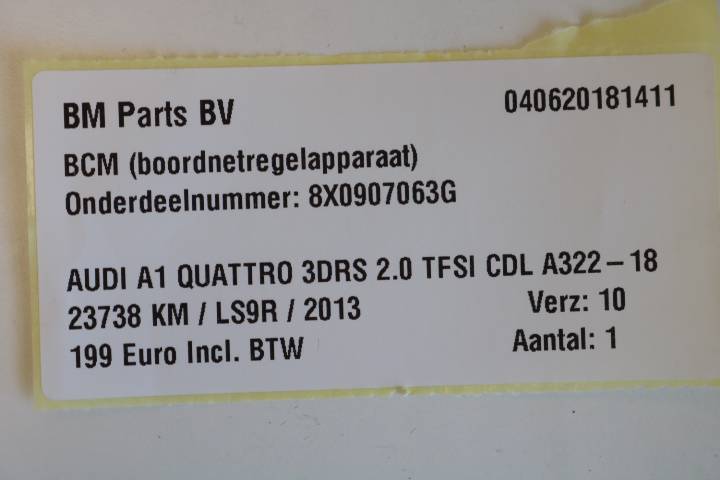 BM Parts BV 040620181411
BCM (boordnetregelapparaat)
Onderdeelnummer: 8X0907063G
AUDI A1 QUATTRO 3DRS 2.0 TFSI CDL A322–18
23738 KM / LS9R / 2013 Verz: 10
199 Euro Incl. BTW Aantal: 1